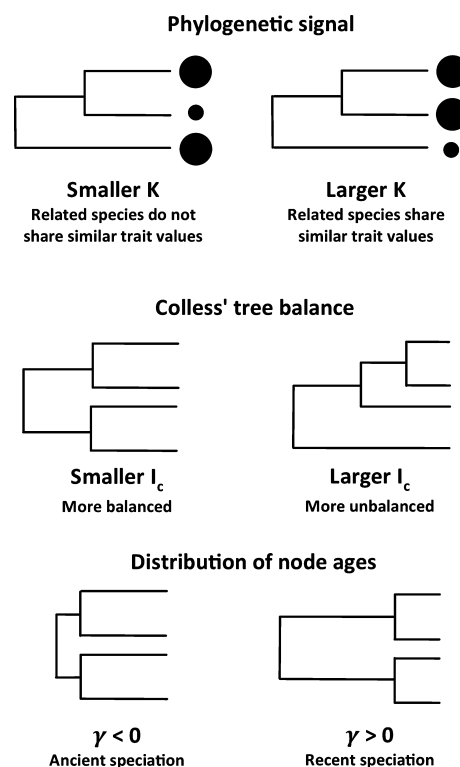 Phylogenetic signal
Smaller K
Related species do not
share similar trait values
Larger K
Related species share
similar trait values
Colless' tree balance
Smaller Ic
More balanced
Larger Ic
More unbalanced
Distribution of node ages
γ < 0
Ancient speciation
γ > 0
Recent speciation